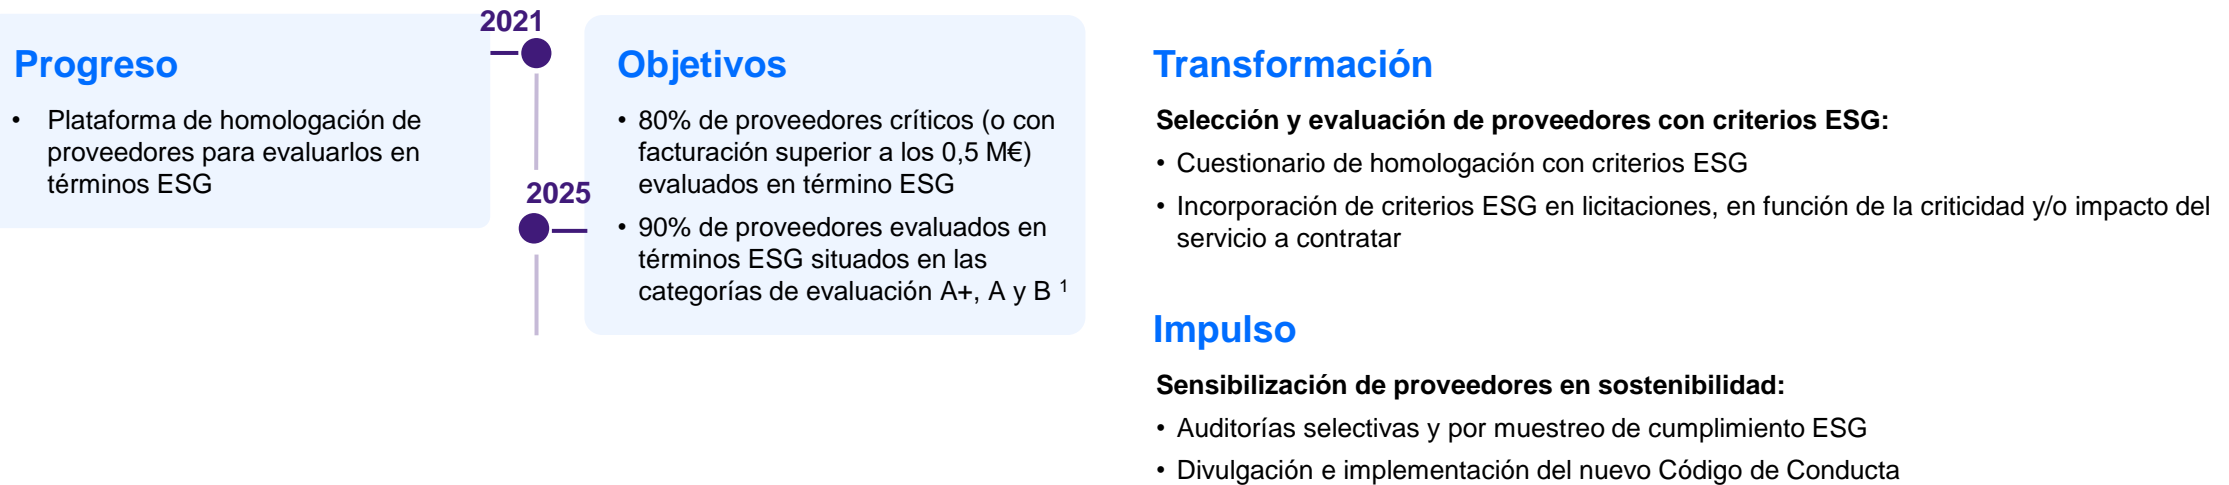 2021
Progreso
• Plataforma de homologación de
proveedores para evaluarlos en
términos ESG
2025
Objetivos
• 80% de proveedores críticos (o con
facturación superior a los 0,5 M€)
evaluados en término ESG
• 90% de proveedores evaluados en
términos ESG situados en las
categorías de evaluación A+, A y B ¹
Transformación
Selección y evaluación de proveedores con criterios ESG:
• Cuestionario de homologación con criterios ESG
• Incorporación de criterios ESG en licitaciones, en función de la criticidad y/o impacto del
servicio a contratar
Impulso
Sensibilización de proveedores en sostenibilidad:
• Auditorías selectivas y por muestreo de cumplimiento ESG
• Divulgación e implementación del nuevo Código de Conducta